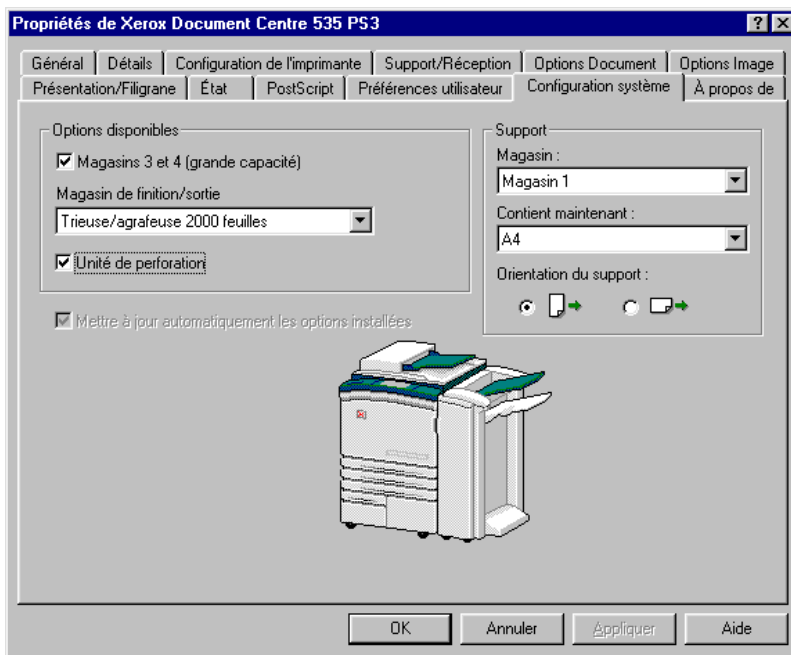 Propriétés de Xerox Document Centre 535 PS3
Général Détails Configuration de l'imprimante Support/Réception Options Document Options Image
Présentation/Filigrane État PostScript Préférences utilisateur Configuration système À propos de
Options disponibles
Magasins 3 et 4 (grande capacité)
Magasin de finition/sortie
Trieuse/agrafeuse 2000 feuilles
Unité de perforation
Mettre à jour automatiquement les options installées
Support
Magasin :
Magasin 1
Contient maintenant :
A4
Orientation du support :
OK Annuler Appliquer Aide